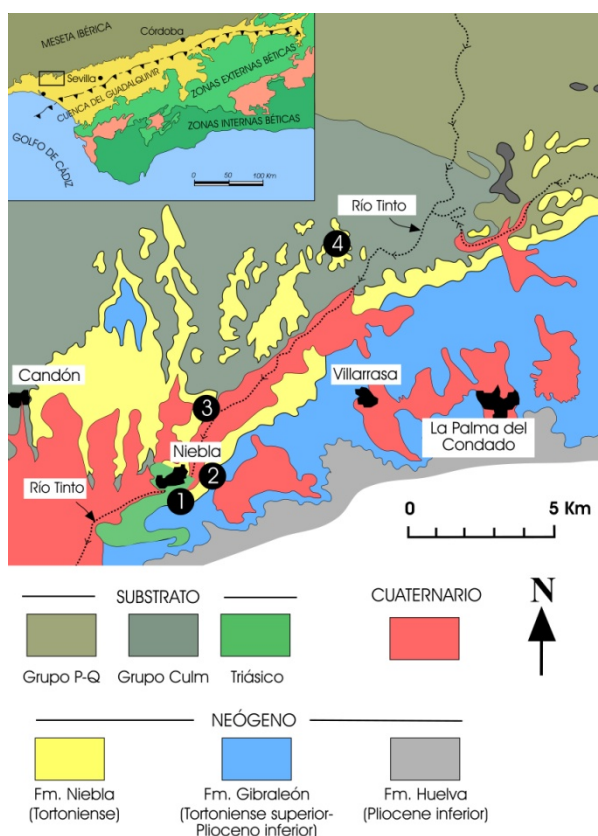 MESETA IBÉRICA
Córdoba
Sevilla
CUENCA DEL GUADALQUIVIR
ZONAS EXTERNAS BÉTICAS
ZONAS INTERNAS BÉTICAS
GOLFO DE CÁDIZ
0 50 100 Km
Río Tinto
4
Candón
3
Villarrasa
La Palma del
Condado
Niebla
2
Río Tinto
1
0 5 Km
SUBSTRATO
CUATERNARIO
N
Grupo P-Q
Grupo Culm
Triásico
NEÓGENO
Fm. Niebla
(Tortoniense)
Fm. Gibraleón
(Tortoniense superior-
Plioceno inferior)
Fm. Huelva
(Pliocene inferior)